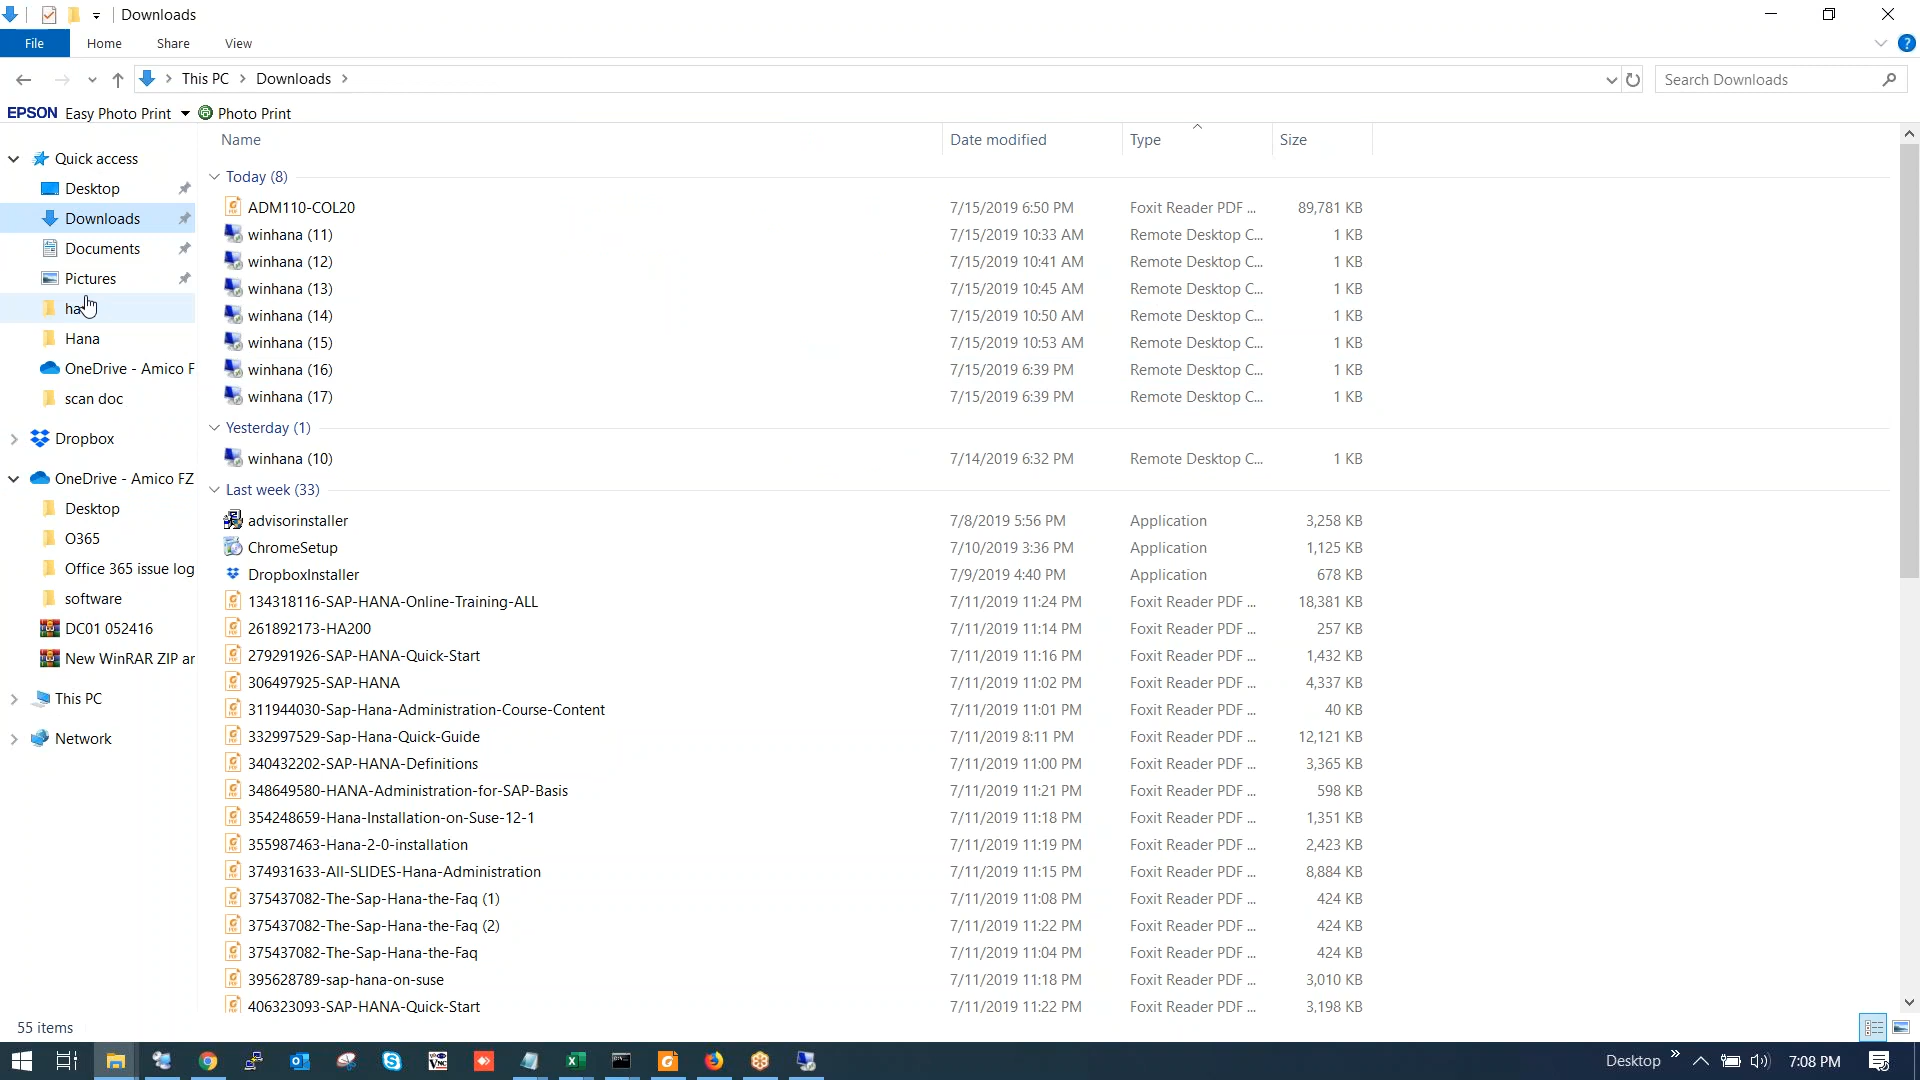 Downloads
File Home Share View
This PC Downloads Search Downloads
EPSON Easy Photo Print Photo Print
Name Date modified Type Size
Quick access
Desktop
Downloads
Documents
Pictures
Hana
OneDrive - Amico F
scan doc
Dropbox
OneDrive - Amico FZ
Desktop
O365
Office 365 issue log
software
DC01 052416
New WinRAR ZIP ar
This PC
Network
Today (8)
ADM110-COL20 7/15/2019 6:50 PM Foxit Reader PDF ... 89,781 KB
winhana (11) 7/15/2019 10:33 AM Remote Desktop C... 1 KB
winhana (12) 7/15/2019 10:41 AM Remote Desktop C... 1 KB
winhana (13) 7/15/2019 10:45 AM Remote Desktop C... 1 KB
winhana (14) 7/15/2019 10:50 AM Remote Desktop C... 1 KB
winhana (15) 7/15/2019 10:53 AM Remote Desktop C... 1 KB
winhana (16) 7/15/2019 6:39 PM Remote Desktop C... 1 KB
winhana (17) 7/15/2019 6:39 PM Remote Desktop C... 1 KB
Yesterday (1)
winhana (10) 7/14/2019 6:32 PM Remote Desktop C... 1 KB
Last week (33)
advisorinstaller 7/8/2019 5:56 PM Application 3,258 KB
ChromeSetup 7/10/2019 3:36 PM Application 1,125 KB
DropboxInstaller 7/9/2019 4:40 PM Application 678 KB
134318116-SAP-HANA-Online-Training-ALL 7/11/2019 11:24 PM Foxit Reader PDF ... 18,381 KB
261892173-HA200 7/11/2019 11:14 PM Foxit Reader PDF ... 257 KB
279291926-SAP-HANA-Quick-Start 7/11/2019 11:16 PM Foxit Reader PDF ... 1,432 KB
306497925-SAP-HANA 7/11/2019 11:02 PM Foxit Reader PDF ... 4,337 KB
311944030-Sap-Hana-Administration-Course-Content 7/11/2019 11:01 PM Foxit Reader PDF ... 40 KB
332997529-Sap-Hana-Quick-Guide 7/11/2019 8:11 PM Foxit Reader PDF ... 12,121 KB
340432202-SAP-HANA-Definitions 7/11/2019 11:00 PM Foxit Reader PDF ... 3,365 KB
348649580-HANA-Administration-for-SAP-Basis 7/11/2019 11:21 PM Foxit Reader PDF ... 598 KB
354248659-Hana-Installation-on-Suse-12-1 7/11/2019 11:18 PM Foxit Reader PDF ... 1,351 KB
355987463-Hana-2-0-installation 7/11/2019 11:19 PM Foxit Reader PDF ... 2,423 KB
374931633-All-SLIDES-Hana-Administration 7/11/2019 11:15 PM Foxit Reader PDF ... 8,884 KB
375437082-The-Sap-Hana-the-Faq (1) 7/11/2019 11:08 PM Foxit Reader PDF ... 424 KB
375437082-The-Sap-Hana-the-Faq (2) 7/11/2019 11:22 PM Foxit Reader PDF ... 424 KB
375437082-The-Sap-Hana-the-Faq 7/11/2019 11:04 PM Foxit Reader PDF ... 424 KB
395628789-sap-hana-on-suse 7/11/2019 11:18 PM Foxit Reader PDF ... 3,010 KB
406323093-SAP-HANA-Quick-Start 7/11/2019 11:22 PM Foxit Reader PDF ... 3,198 KB
55 items
Desktop 7:08 PM